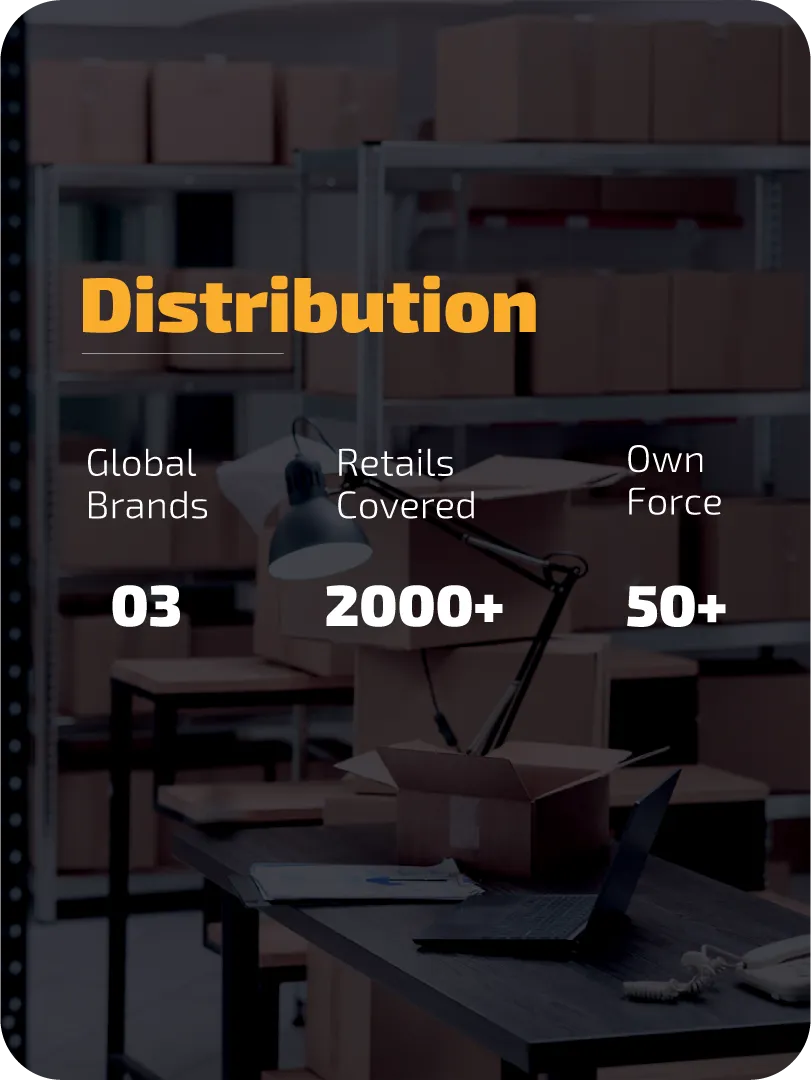 Distribution
Global
Brands
03
Retails
Covered
2000+
Own
Force
50+